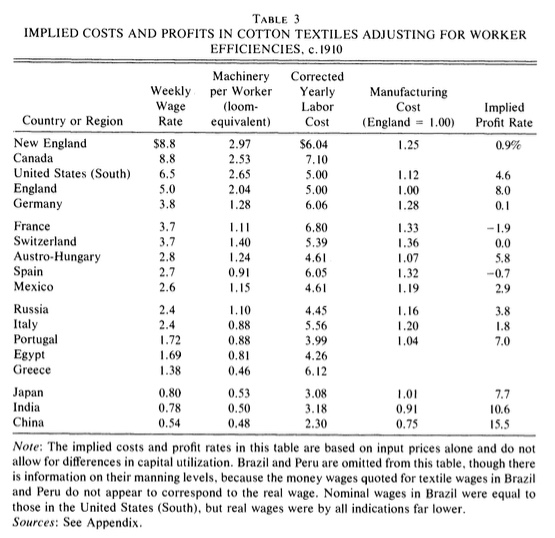 TABLE 3
IMPLIED COSTS AND PROFITS IN COTTON TEXTILES ADJUSTING FOR WORKER
EFFICIENCIES, c.1910
Country or Region Weekly Wage Rate Machinery per Worker (loom-equivalent) Corrected Yearly Labor Cost Manufacturing Cost (England = 1.00) Implied Profit Rate
New England $8.8 2.97 $6.04 1.25 0.9%
Canada 8.8 2.53 7.10
United States (South) 6.5 2.65 5.00 1.12 4.6
England 5.0 2.04 5.00 1.00 8.0
Germany 3.8 1.28 6.06 1.28 0.1
France 3.7 1.11 6.80 1.33 −1.9
Switzerland 3.7 1.40 5.39 1.36 0.0
Austro-Hungary 2.8 1.24 4.61 1.07 5.8
Spain 2.7 0.91 6.05 1.32 −0.7
Mexico 2.6 1.15 4.61 1.19 2.9
Russia 2.4 1.10 4.45 1.16 3.8
Italy 2.4 0.88 5.56 1.20 1.8
Portugal 1.72 0.88 3.99 1.04 7.0
Egypt 1.69 0.81 4.26
Greece 1.38 0.46 6.12
Japan 0.80 0.53 3.08 1.01 7.7
India 0.78 0.50 3.18 0.91 10.6
China 0.54 0.48 2.30 0.75 15.5
Note: The implied costs and profit rates in this table are based on input prices alone and do not
allow for differences in capital utilization. Brazil and Peru are omitted from this table, though there
is information on their manning levels, because the money wages quoted for textile wages in Brazil
and Peru do not appear to correspond to the real wage. Nominal wages in Brazil were equal to
those in the United States (South), but real wages were by all indications far lower.
Sources: See Appendix.